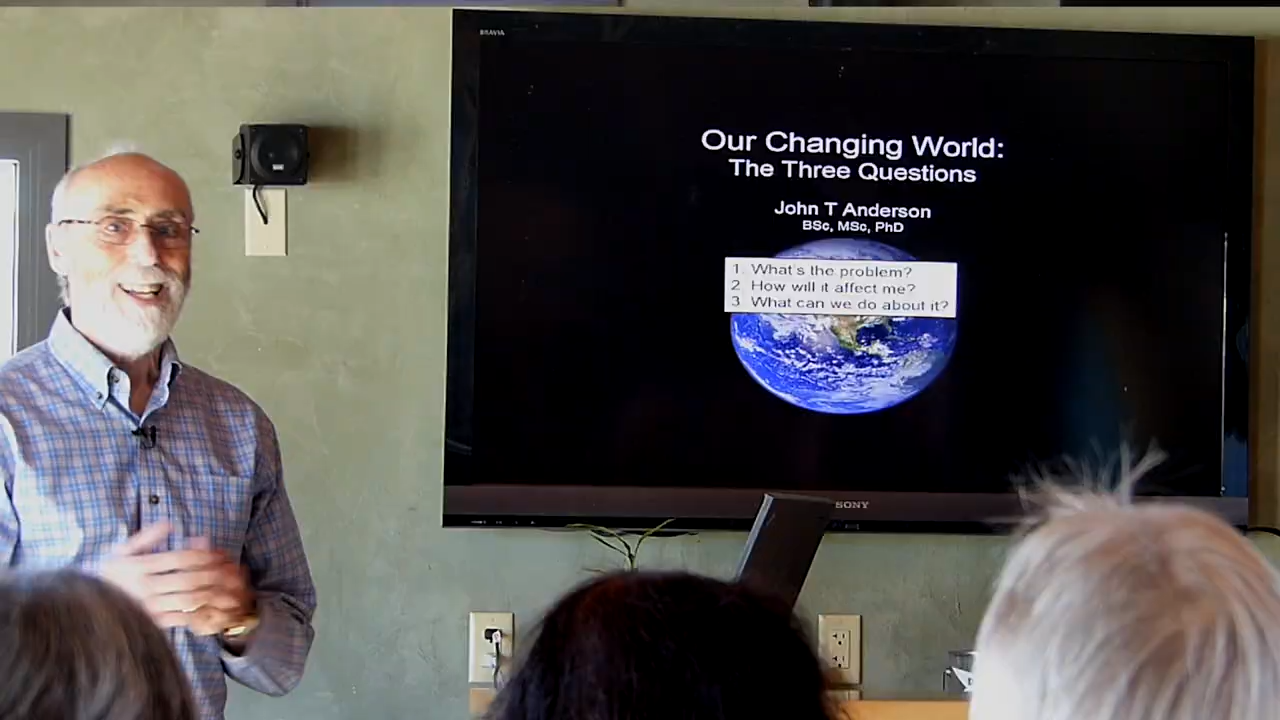 BRAVIA
Our Changing World:
The Three Questions
John T Anderson
BSc, MSc, PhD
1. What's the problem?
2. How will it affect me?
3 What can we do about it?
SONY